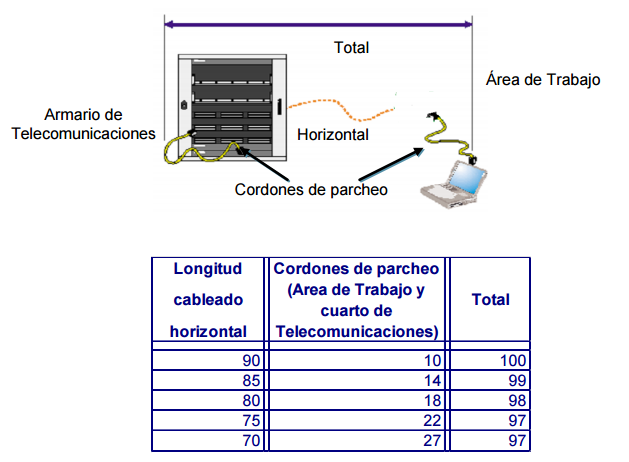 Total
Área de Trabajo
Armario de
Telecomunicaciones
Horizontal
Cordones de parcheo
Longitud
cableado
horizontal
Cordones de parcheo
(Area de Trabajo y
cuarto de
Telecomunicaciones)
Total
90 10 100
85 14 99
80 18 98
75 22 97
70 27 97